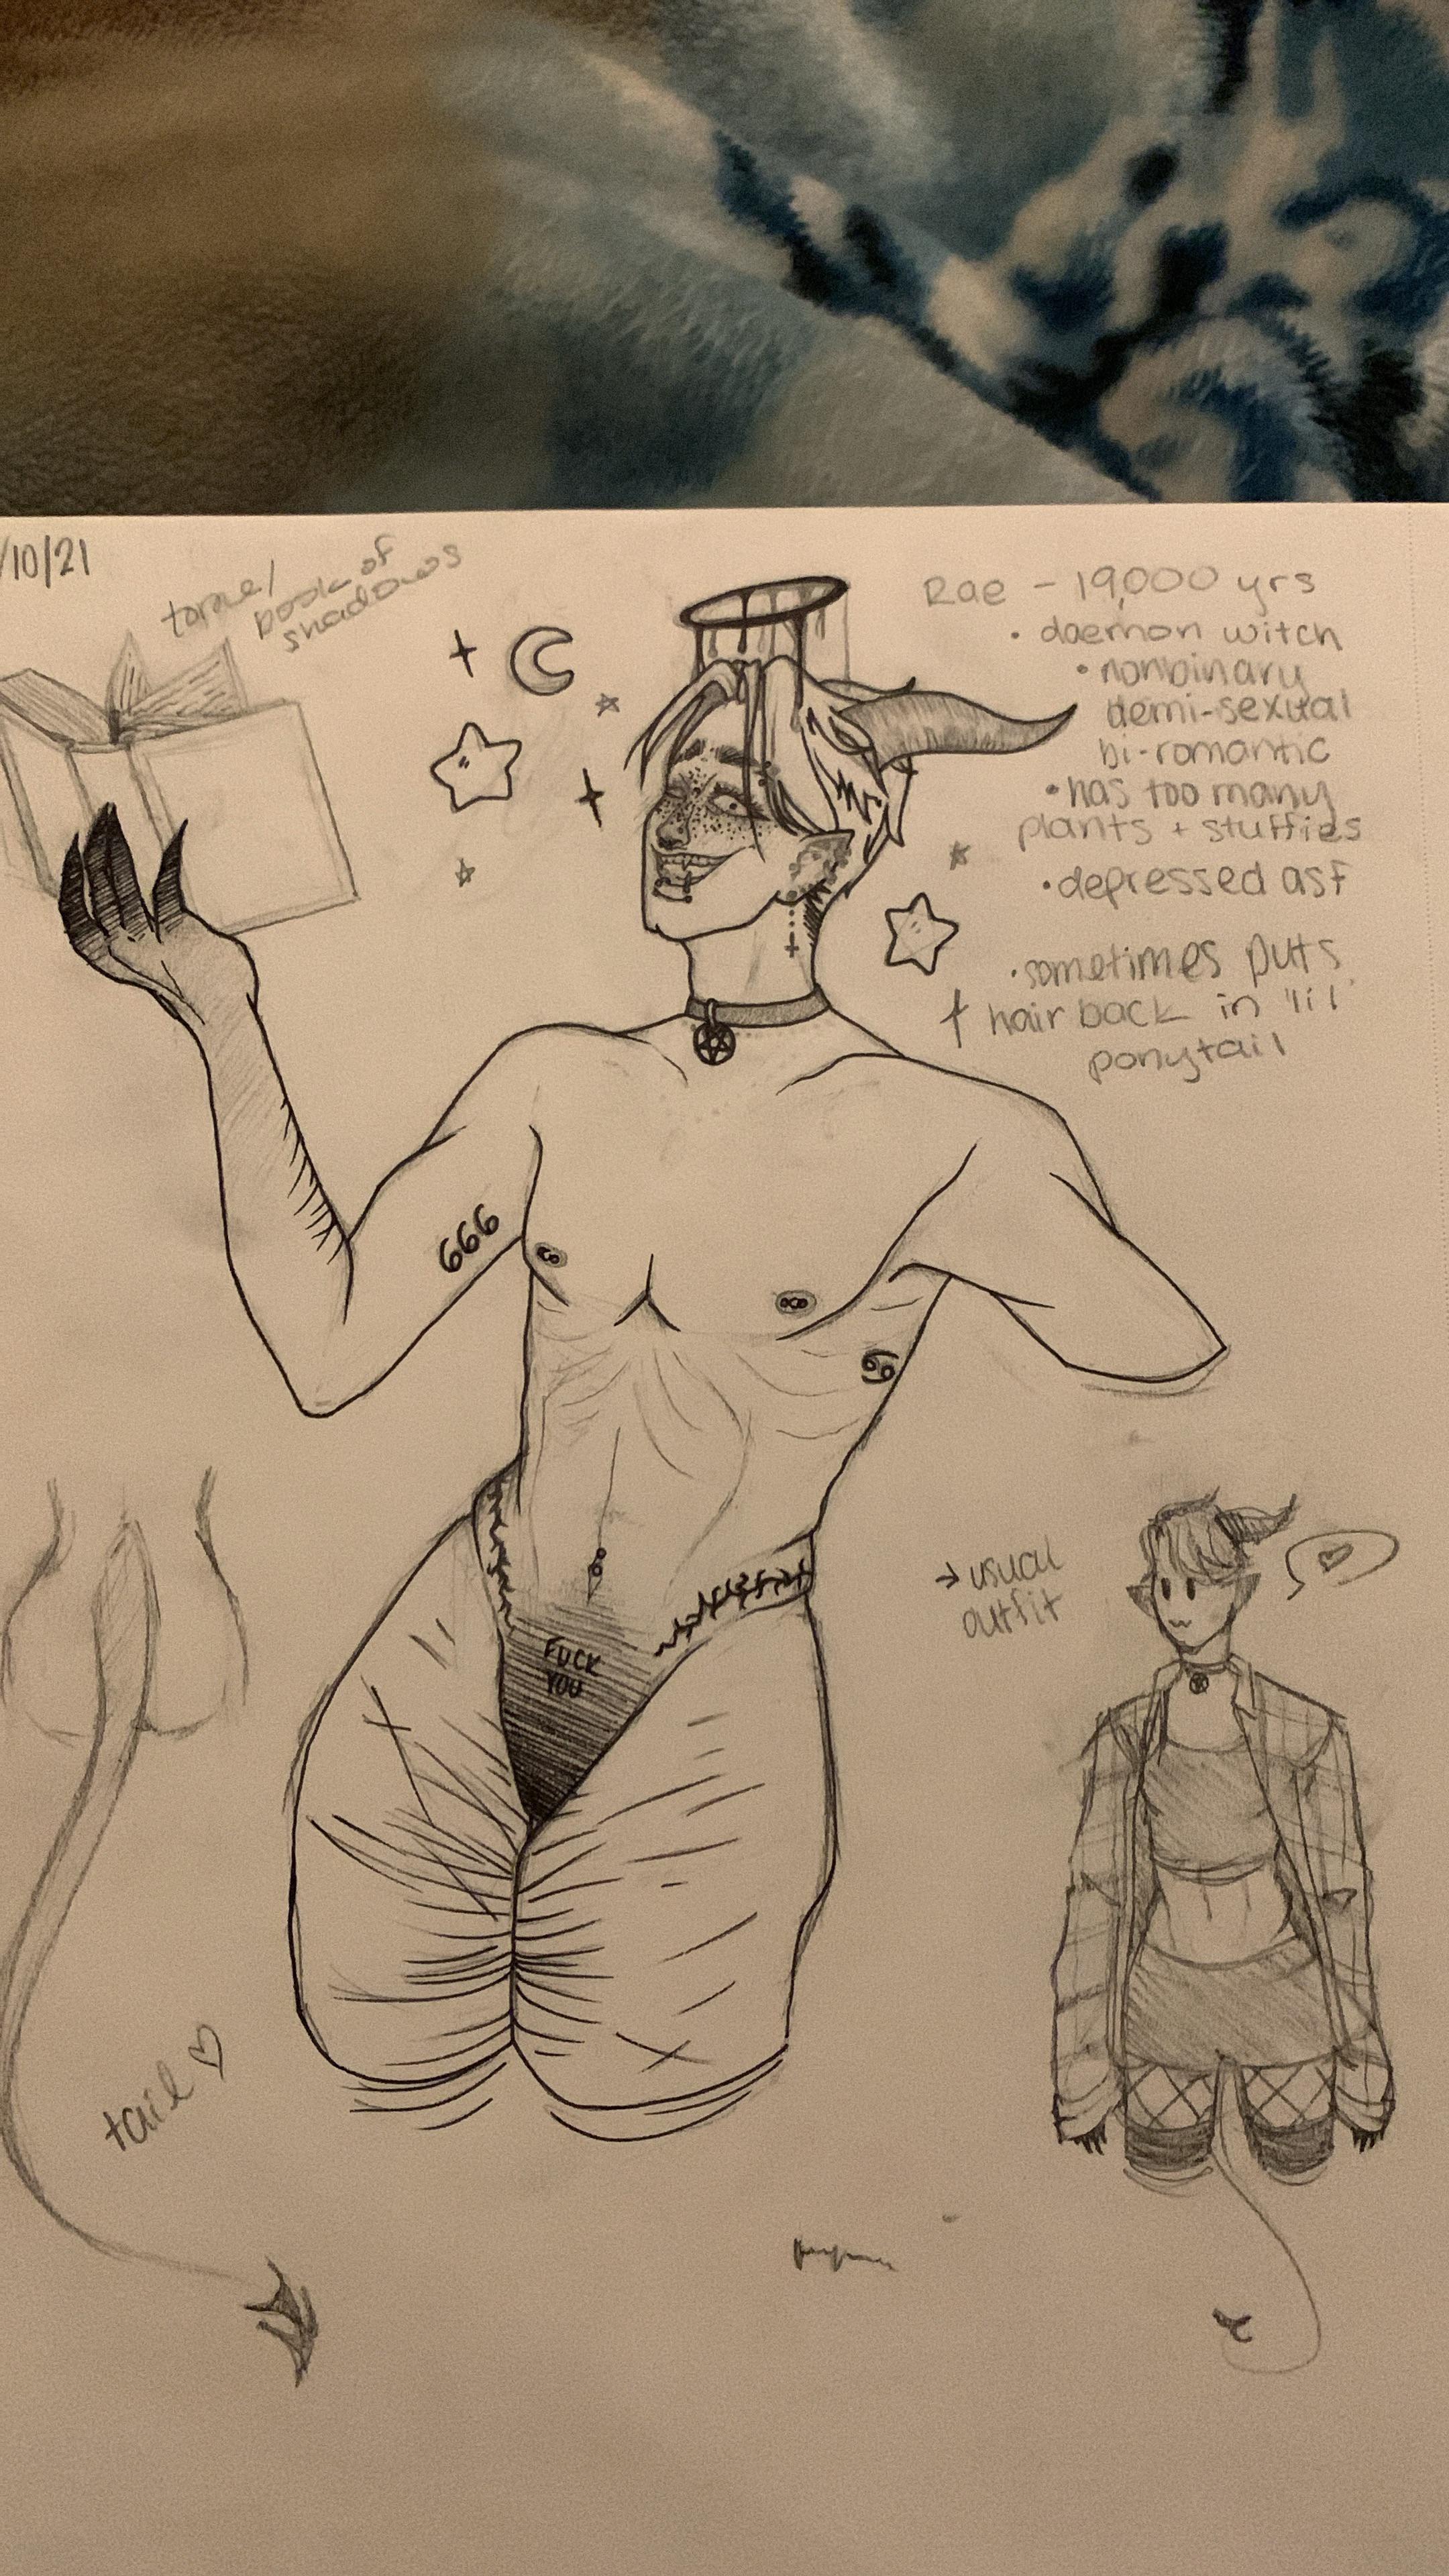 /10/21
tome/
book of
shadows
Rae - 19,000 yrs
• daemon witch
• nonbinary
demi-sexual
bi-romantic
• has too many
plants + stuffies
• depressed asf
• sometimes puts
hair back in 'lil'
ponytail
666
FUCK
YOU
→ usual
outfit
tail ♡